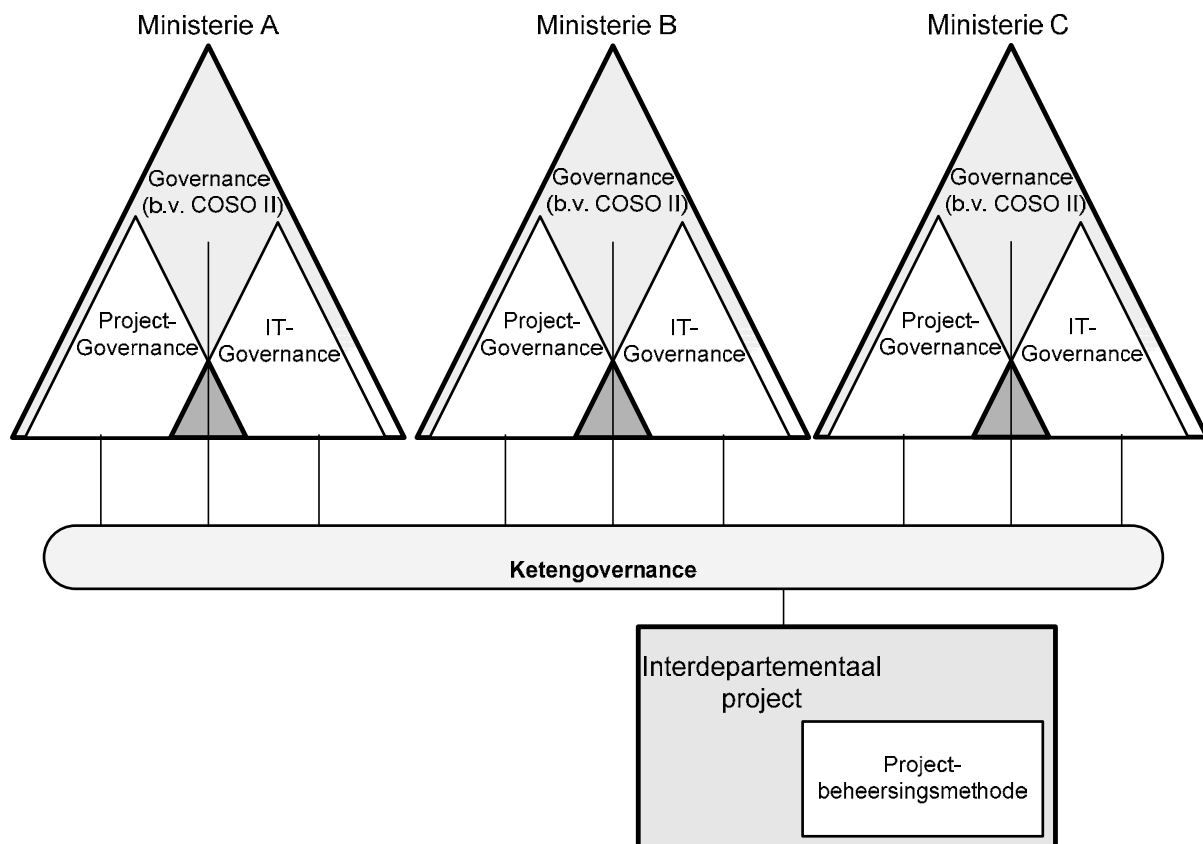 Ministerie A
Ministerie B
Ministerie C
Governance
(b.v. COSO II)
Governance
(b.v. COSO II)
Governance
(b.v. COSO II)
Project-
Governance
IT-
Governance
Project-
Governance
IT-
Governance
Project-
Governance
IT-
Governance
Ketengovernance
Interdepartementaal
project
Project-
beheersingsmethode